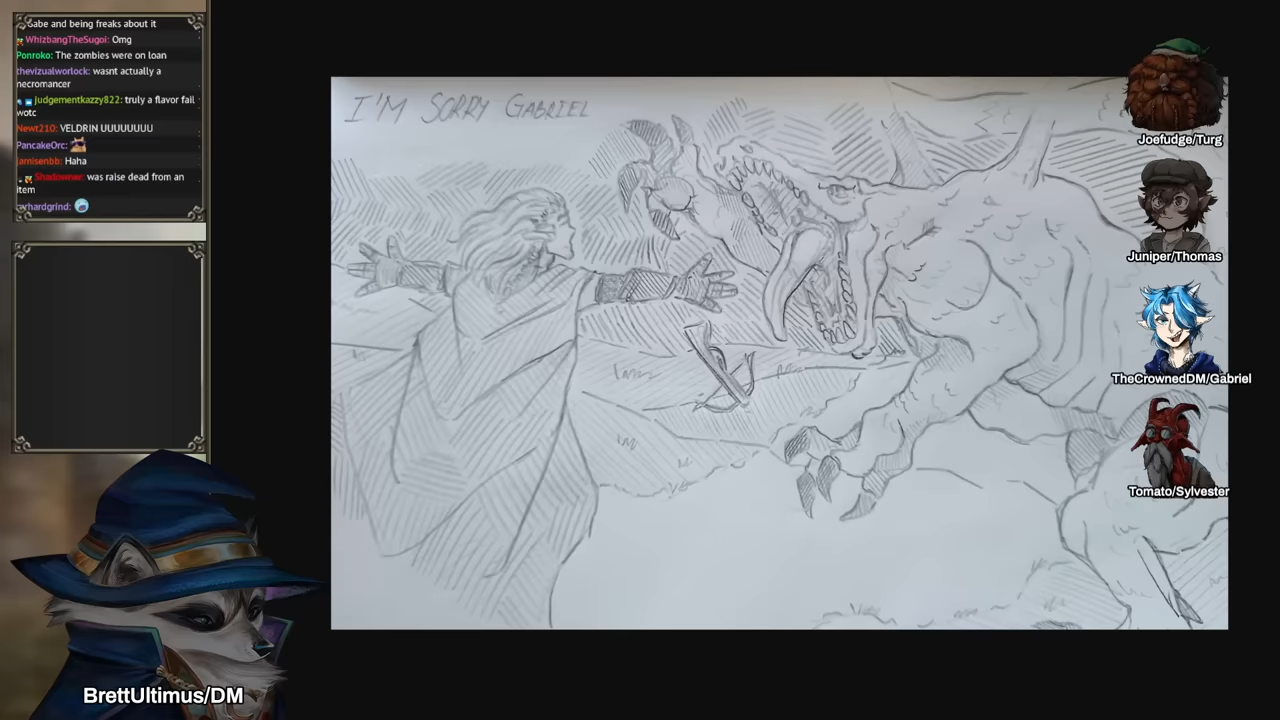 Gabe and being freaks about it
WhizbangTheSugoi: Omg
Ponroko: The zombies were on loan
thevizualworlock: wasnt actually a
necromancer
Judgementkazzy822: truly a flavor fail
wotc
Newt210: VELDRIN UUUUUUUU
PancakeOrc:
jamisenbb: Haha
Shadowner: was raise dead from an
item
hardgrind:
I'M SORRY GABRIEL
Joefudge/Turg
Juniper/Thomas
TheCrownedDM/Gabriel
Tomato/Sylvester
BrettUltimus/DM